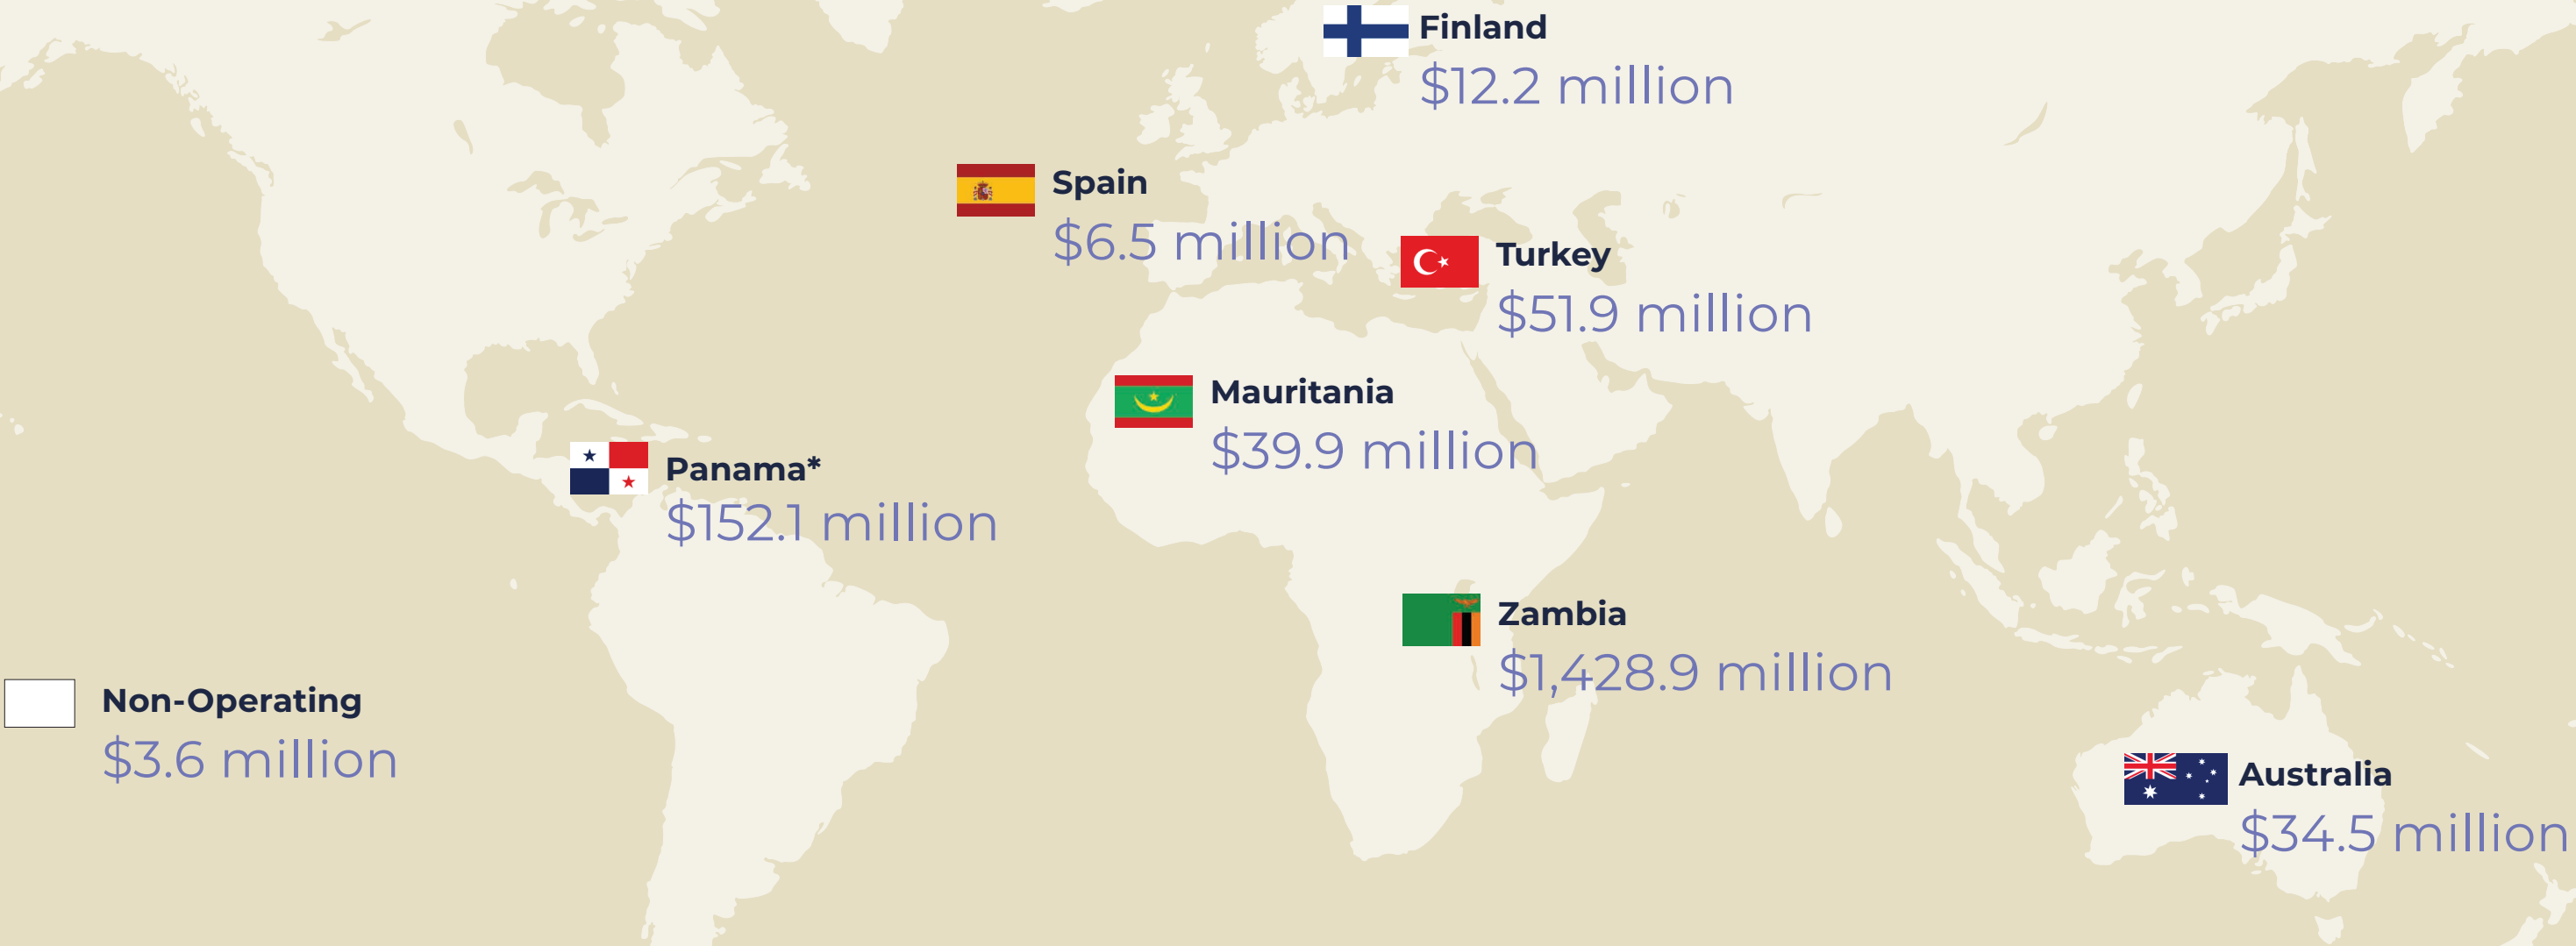 Finland
$12.2 million
Spain
$6.5 million
Turkey
$51.9 million
Mauritania
$39.9 million
Panama*
$152.1 million
Zambia
$1,428.9 million
Non-Operating
$3.6 million
Australia
$34.5 million